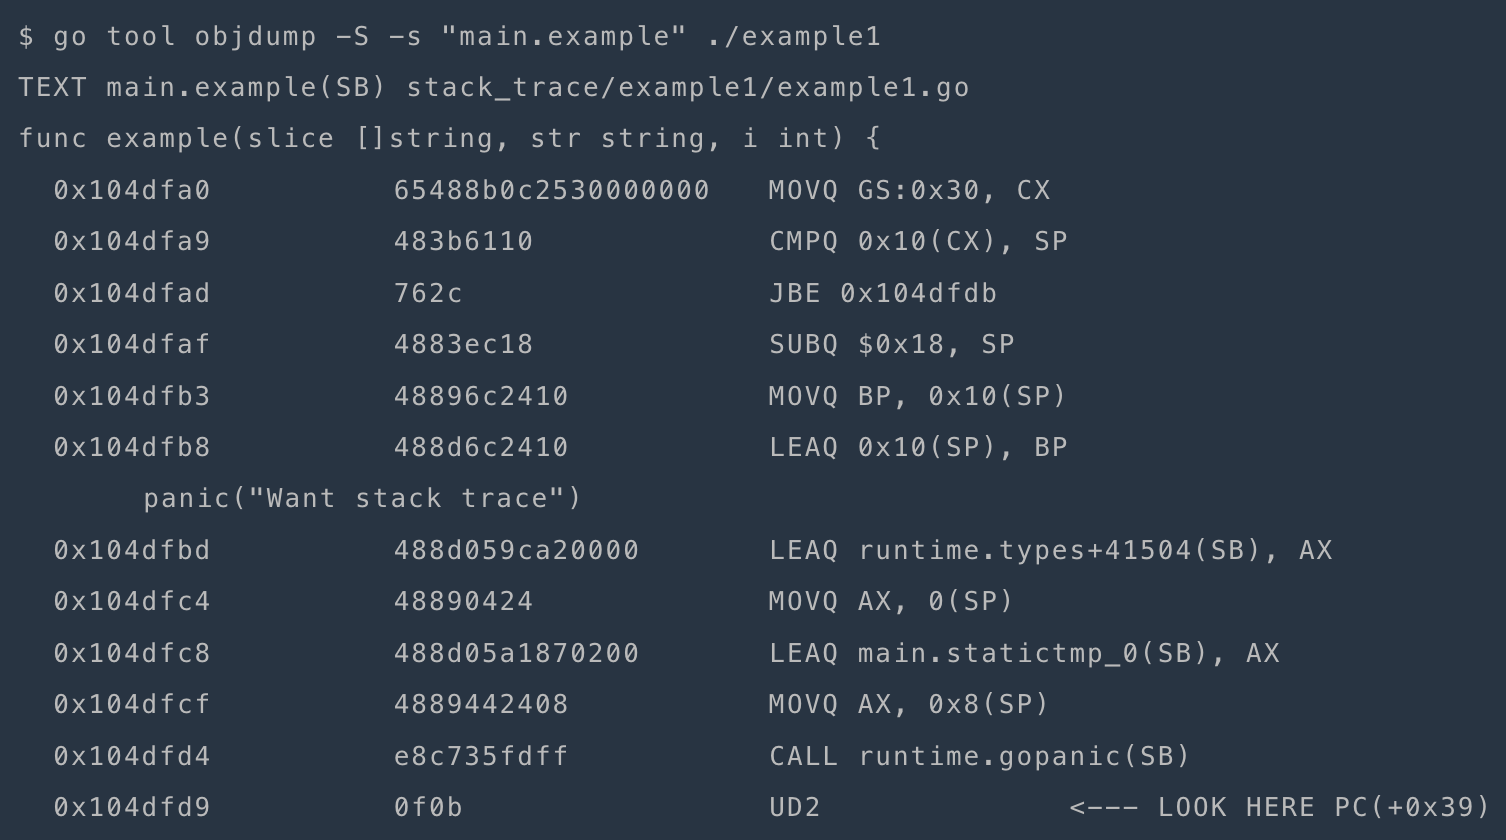 $ go tool objdump -S -s "main.example" ./example1
TEXT main.example(SB) stack_trace/example1/example1.go
func example(slice []string, str string, i int) {
  0x104dfa0		65488b0c2530000000	MOVQ GS:0x30, CX
  0x104dfa9		483b6110		CMPQ 0x10(CX), SP
  0x104dfad		762c			JBE 0x104dfdb
  0x104dfaf		4883ec18		SUBQ $0x18, SP
  0x104dfb3		48896c2410		MOVQ BP, 0x10(SP)
  0x104dfb8		488d6c2410		LEAQ 0x10(SP), BP
	panic("Want stack trace")
  0x104dfbd		488d059ca20000		LEAQ runtime.types+41504(SB), AX
  0x104dfc4		48890424		MOVQ AX, 0(SP)
  0x104dfc8		488d05a1870200		LEAQ main.statictmp_0(SB), AX
  0x104dfcf		4889442408		MOVQ AX, 0x8(SP)
  0x104dfd4		e8c735fdff		CALL runtime.gopanic(SB)
  0x104dfd9		0f0b			UD2              <--- LOOK HERE PC(+0x39)